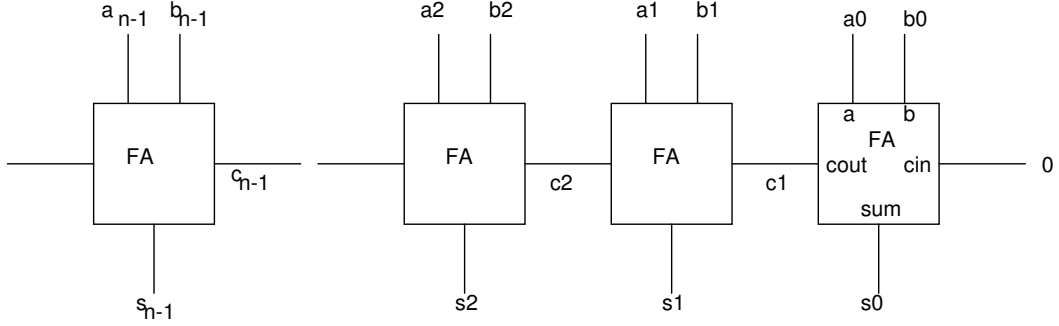 a n-1 b n-1 a2 b2 a1 b1 a0 b0
a b
FA FA FA FA
cout cin 0
c n-1 c2 c1
sum
s n-1 s2 s1 s0